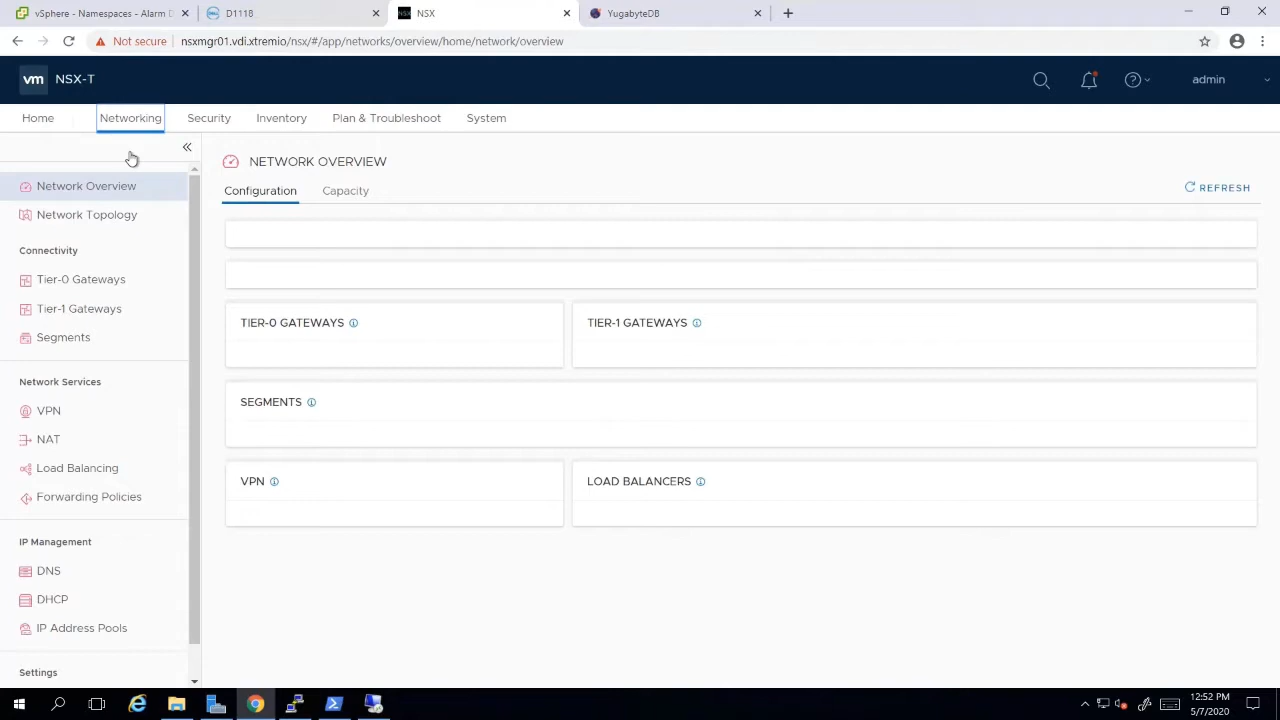 vSphere - Namespaces - Alarm D
D1118
NSX
NSX
YugabyteDB
Not secure
nsxmgr01.vdi.xtremio/nsx/#/app/networks/overview/home/network/overview
vm NSX-T
admin
Home
Networking
Security
Inventory
Plan & Troubleshoot
System
Network Overview
Network Topology
Connectivity
Tier-0 Gateways
Tier-1 Gateways
Segments
Network Services
VPN
NAT
Load Balancing
Forwarding Policies
IP Management
DNS
DHCP
IP Address Pools
Settings
NETWORK OVERVIEW
Configuration
Capacity
REFRESH
TIER-0 GATEWAYS
TIER-1 GATEWAYS
SEGMENTS
VPN
LOAD BALANCERS
12:52 PM
5/7/2020